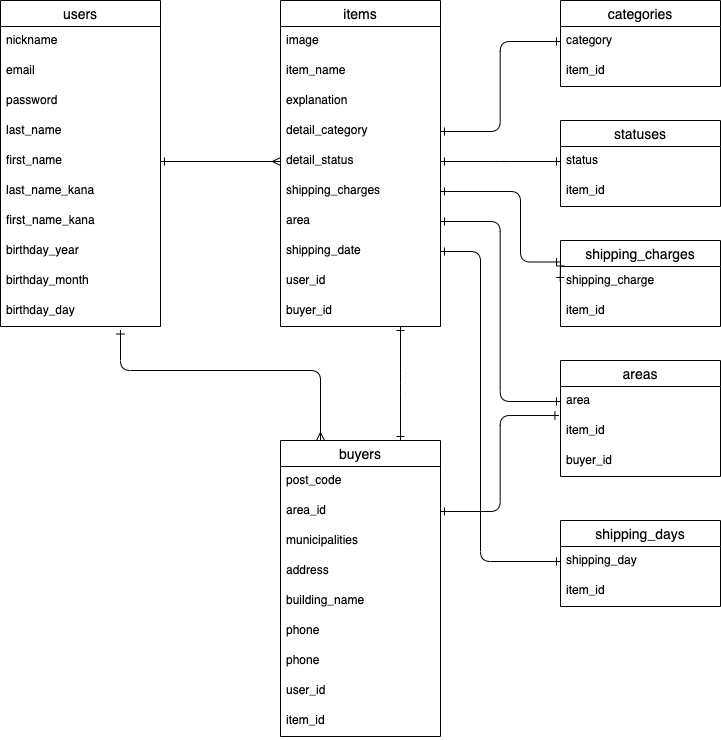 users
nickname
email
password
last_name
first_name
last_name_kana
first_name_kana
birthday_year
birthday_month
birthday_day
items
image
item_name
explanation
detail_category
detail_status
shipping_charges
area
shipping_date
user_id
buyer_id
categories
category
item_id
statuses
status
item_id
shipping_charges
shipping_charge
item_id
areas
area
item_id
buyer_id
shipping_days
shipping_day
item_id
buyers
post_code
area_id
municipalities
address
building_name
phone
phone
user_id
item_id